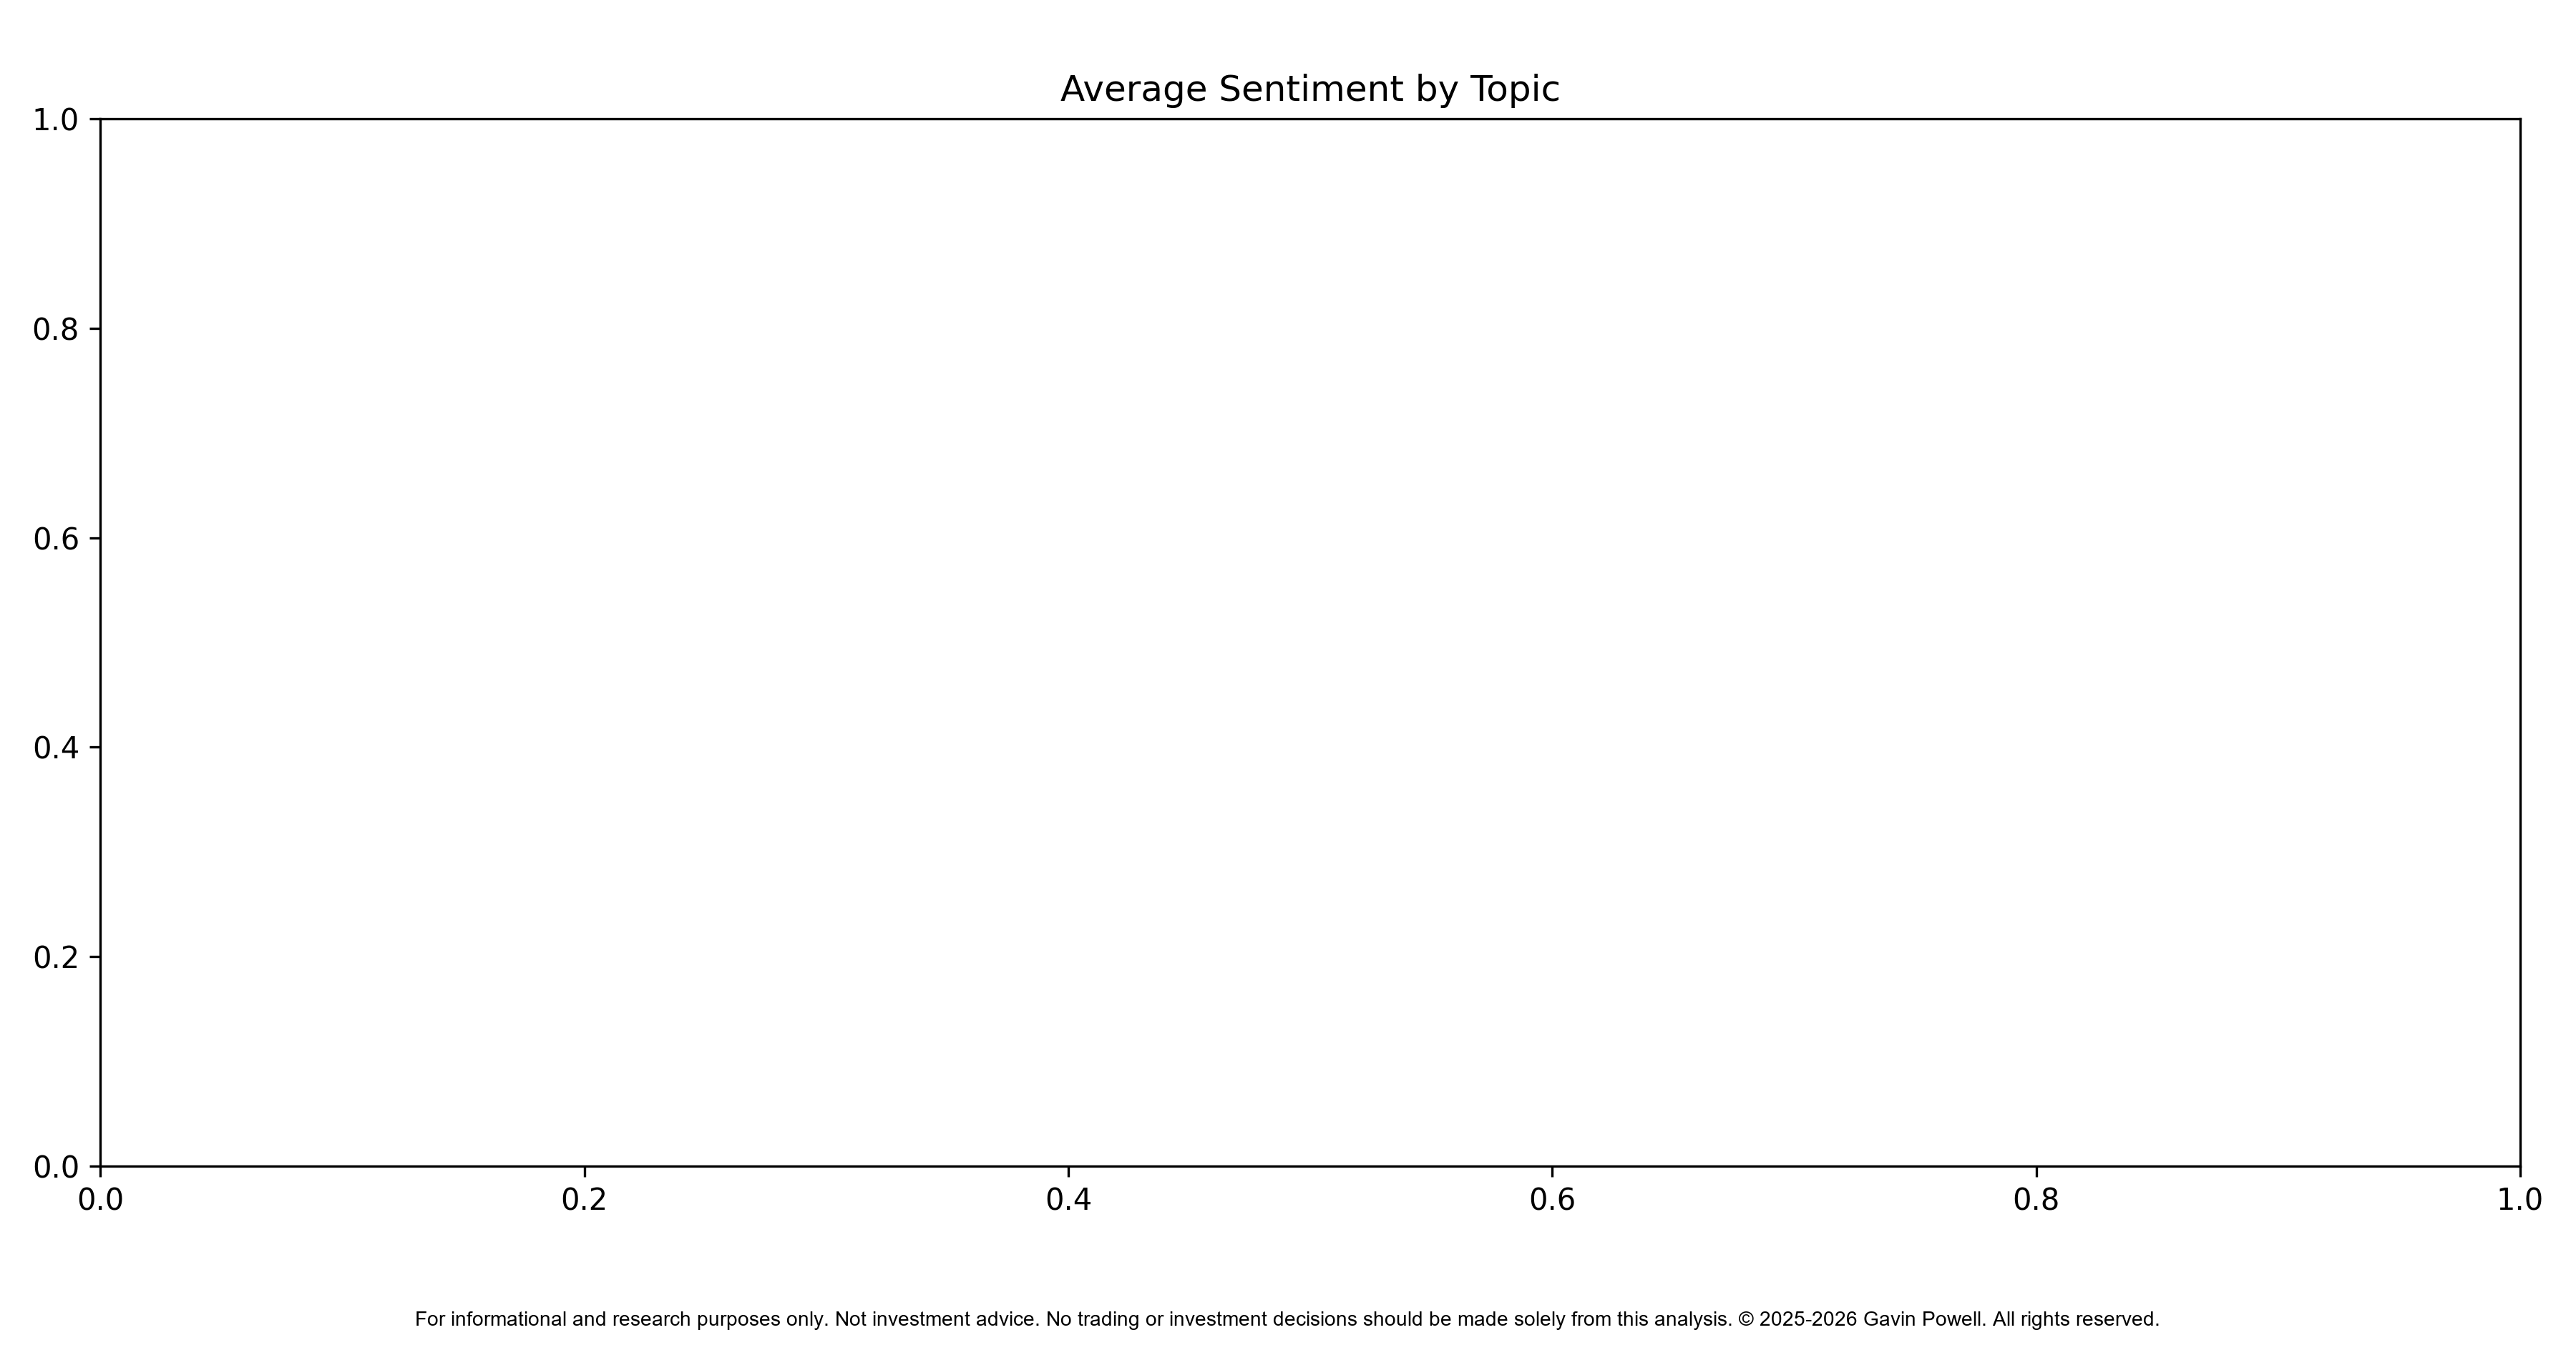 Average Sentiment by Topic
1.0
0.8
0.6
0.4
0.2
0.0
0.0 0.2 0.4 0.6 0.8 1.0
For informational and research purposes only. Not investment advice. No trading or investment decisions should be made solely from this analysis. © 2025-2026 Gavin Powell. All rights reserved.